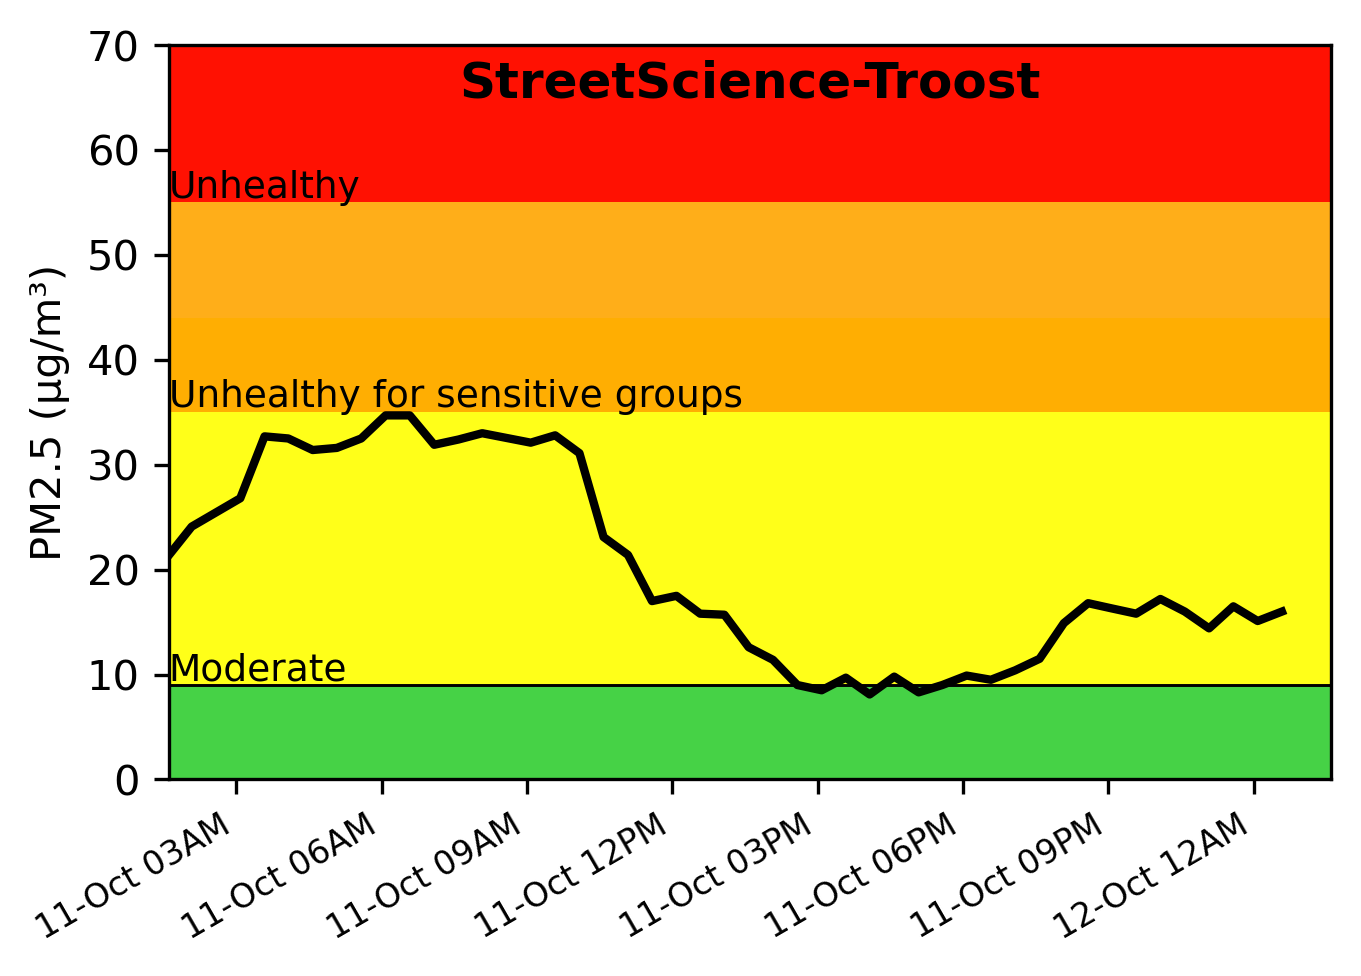 StreetScience-Troost
PM2.5 (µg/m³)
70
60
50
40
30
20
10
0
Unhealthy
Unhealthy for sensitive groups
Moderate
11-Oct 03AM
11-Oct 06AM
11-Oct 09AM
11-Oct 12PM
11-Oct 03PM
11-Oct 06PM
11-Oct 09PM
12-Oct 12AM